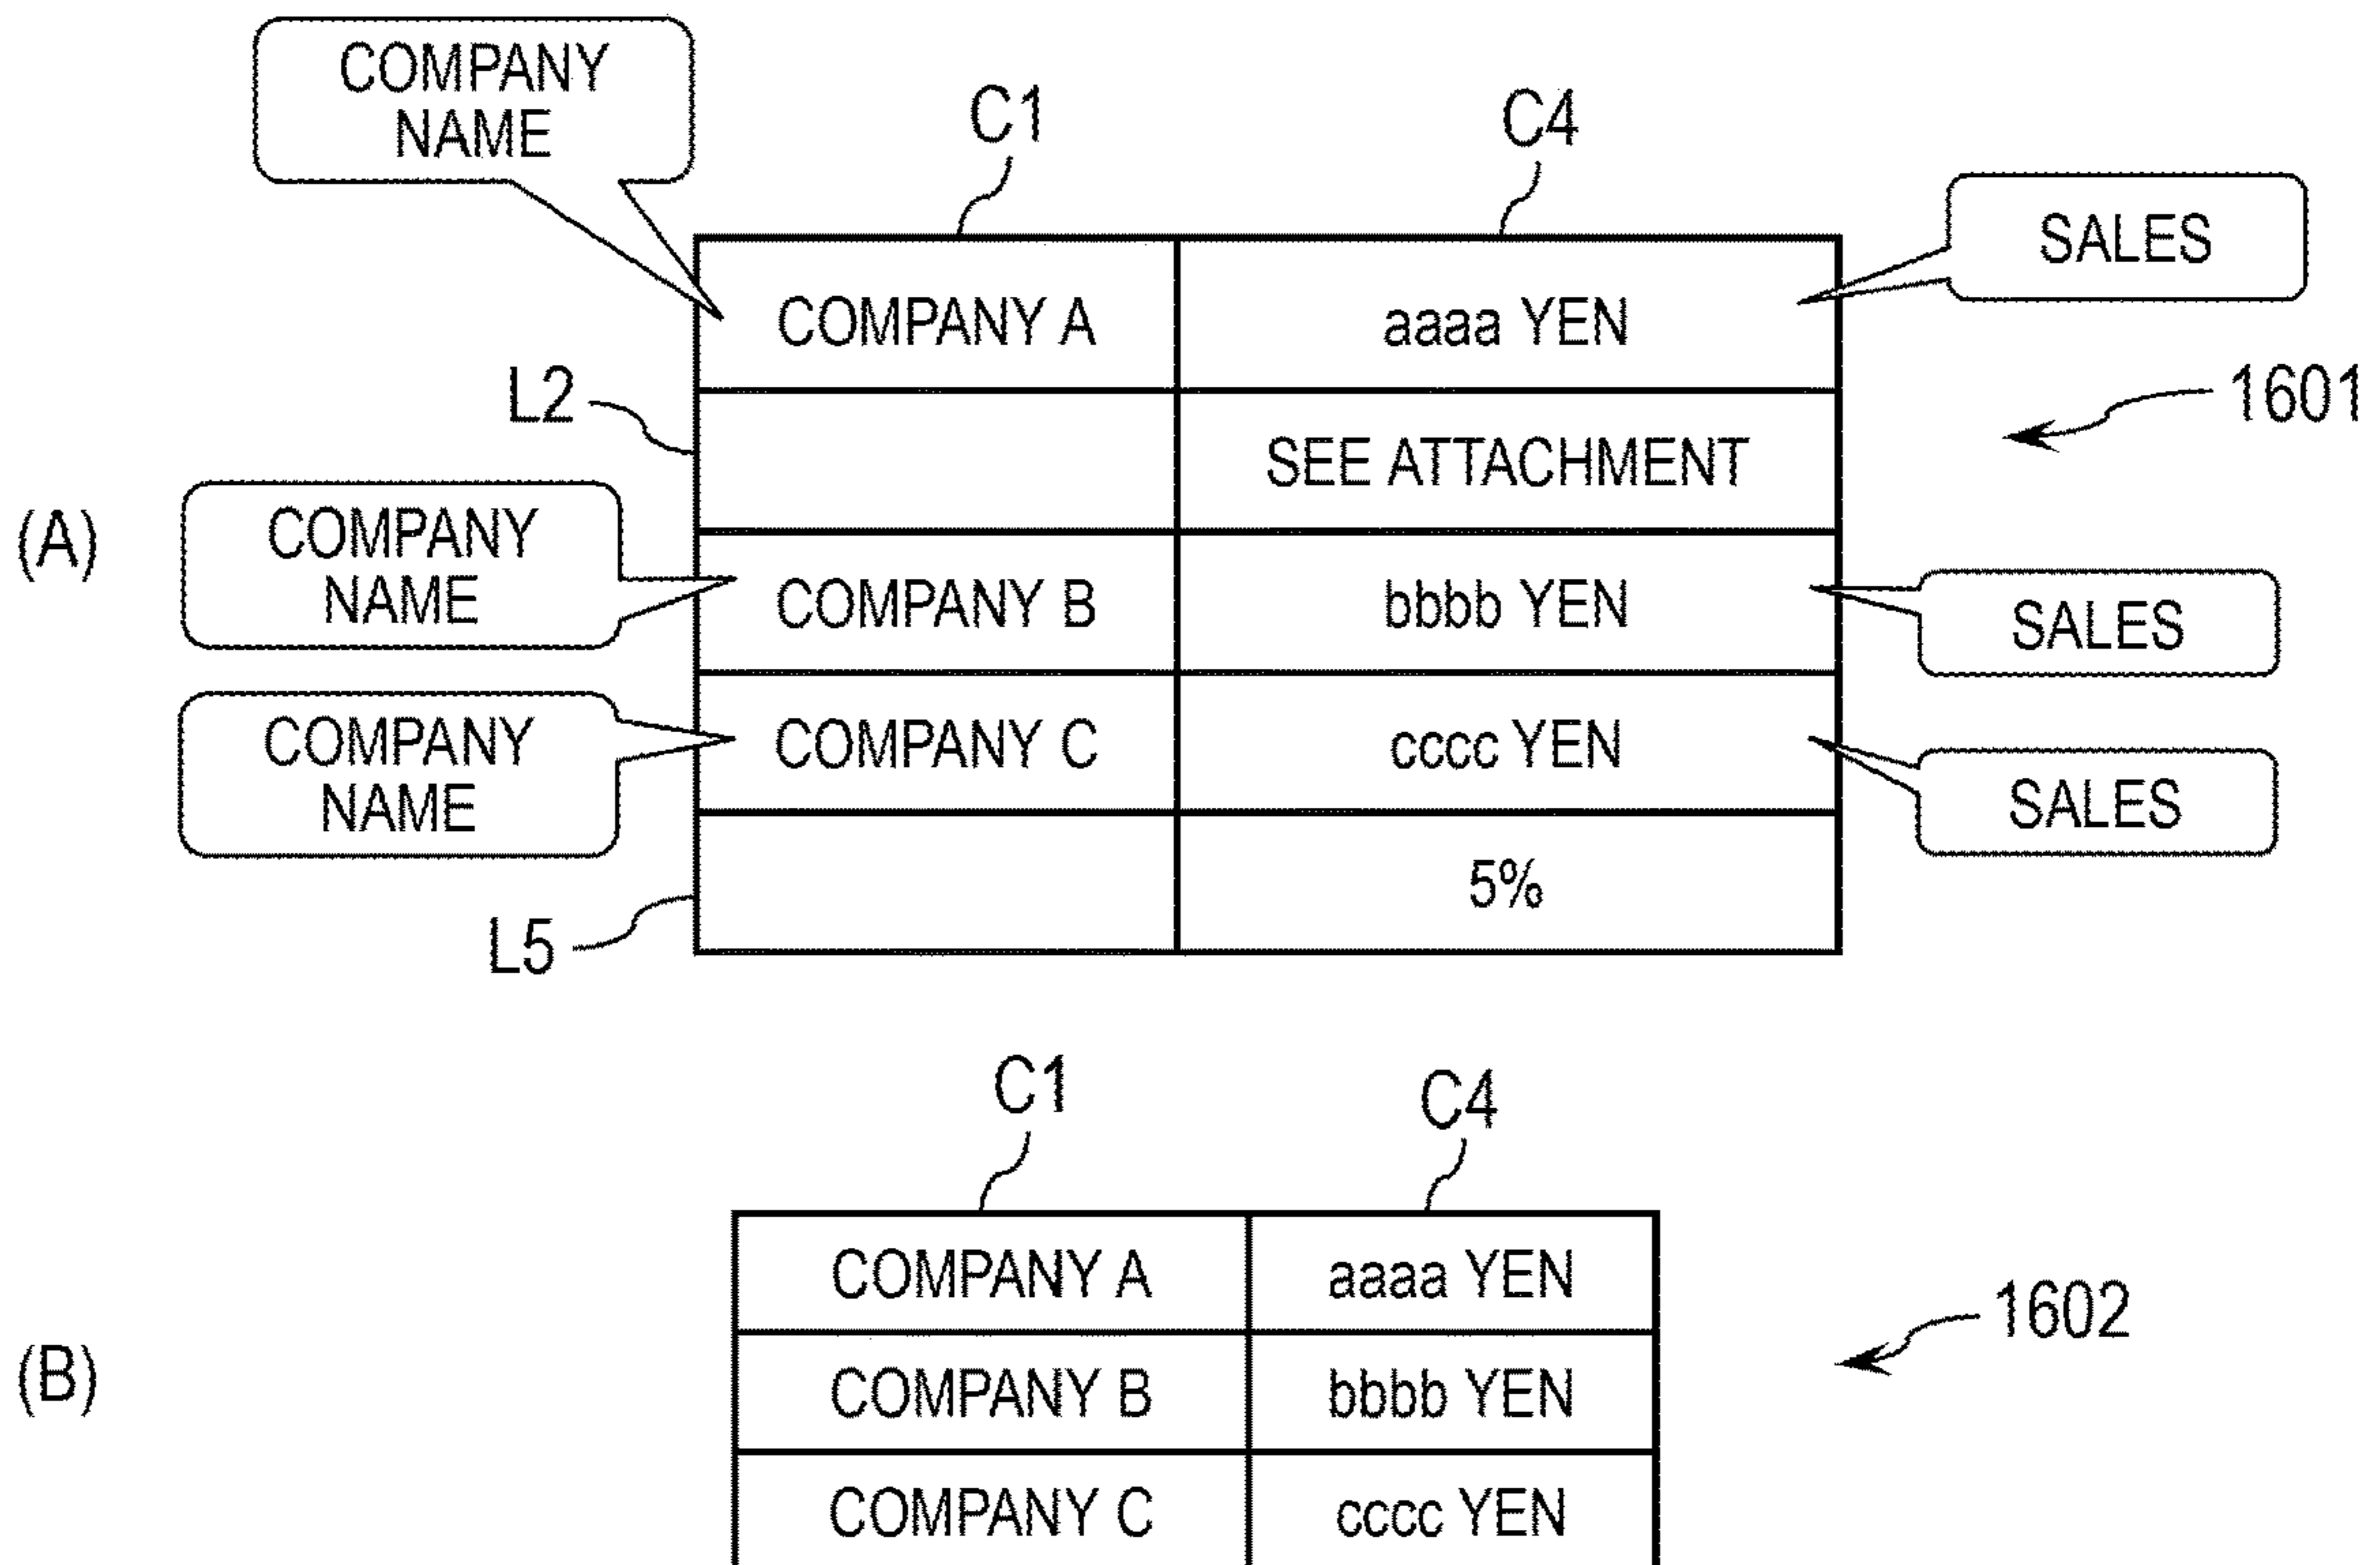 COMPANY
NAME
C1
C4
SALES
COMPANY A
aaaa YEN
L2
1601
SEE ATTACHMENT
(A)
COMPANY
NAME
COMPANY B
bbbb YEN
SALES
COMPANY
NAME
COMPANY C
cccc YEN
SALES
5%
L5
C1
C4
COMPANY A
aaaa YEN
1602
(B)
COMPANY B
bbbb YEN
COMPANY C
cccc YEN